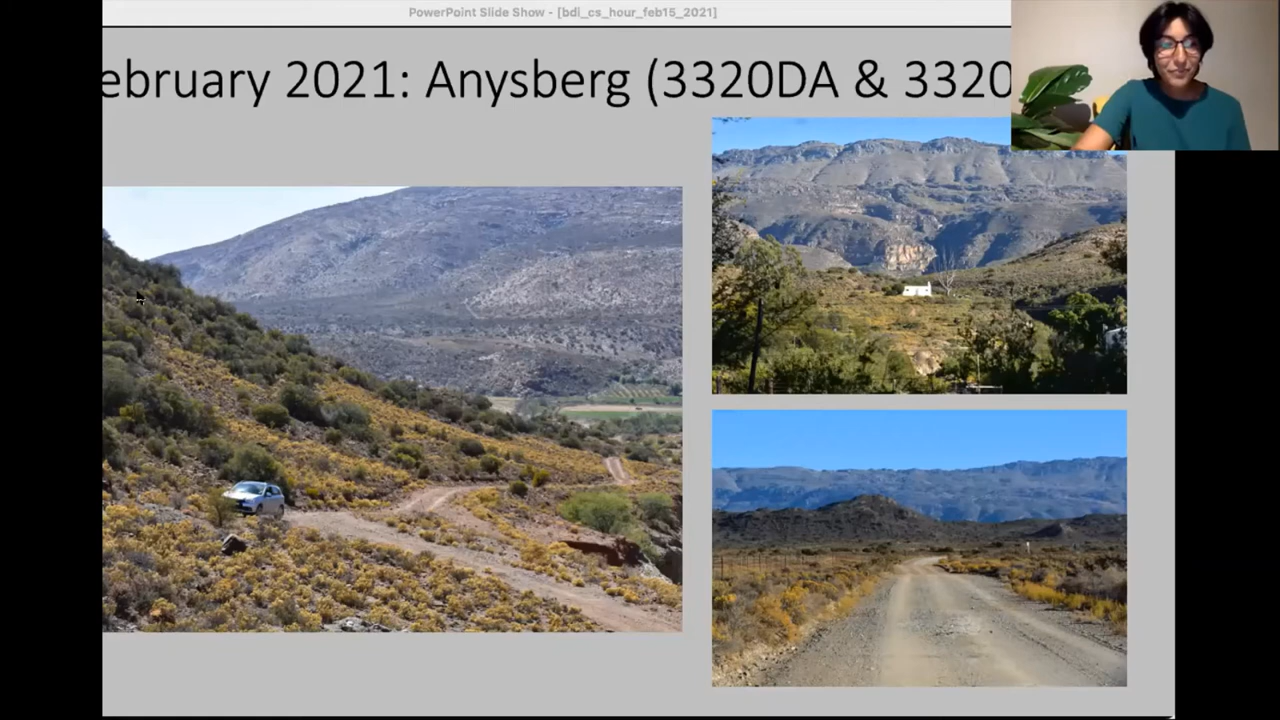 PowerPoint Slide Show - [bdi_cs_hour_feb15_2021]
ebruary 2021: Anysberg (3320DA & 3320